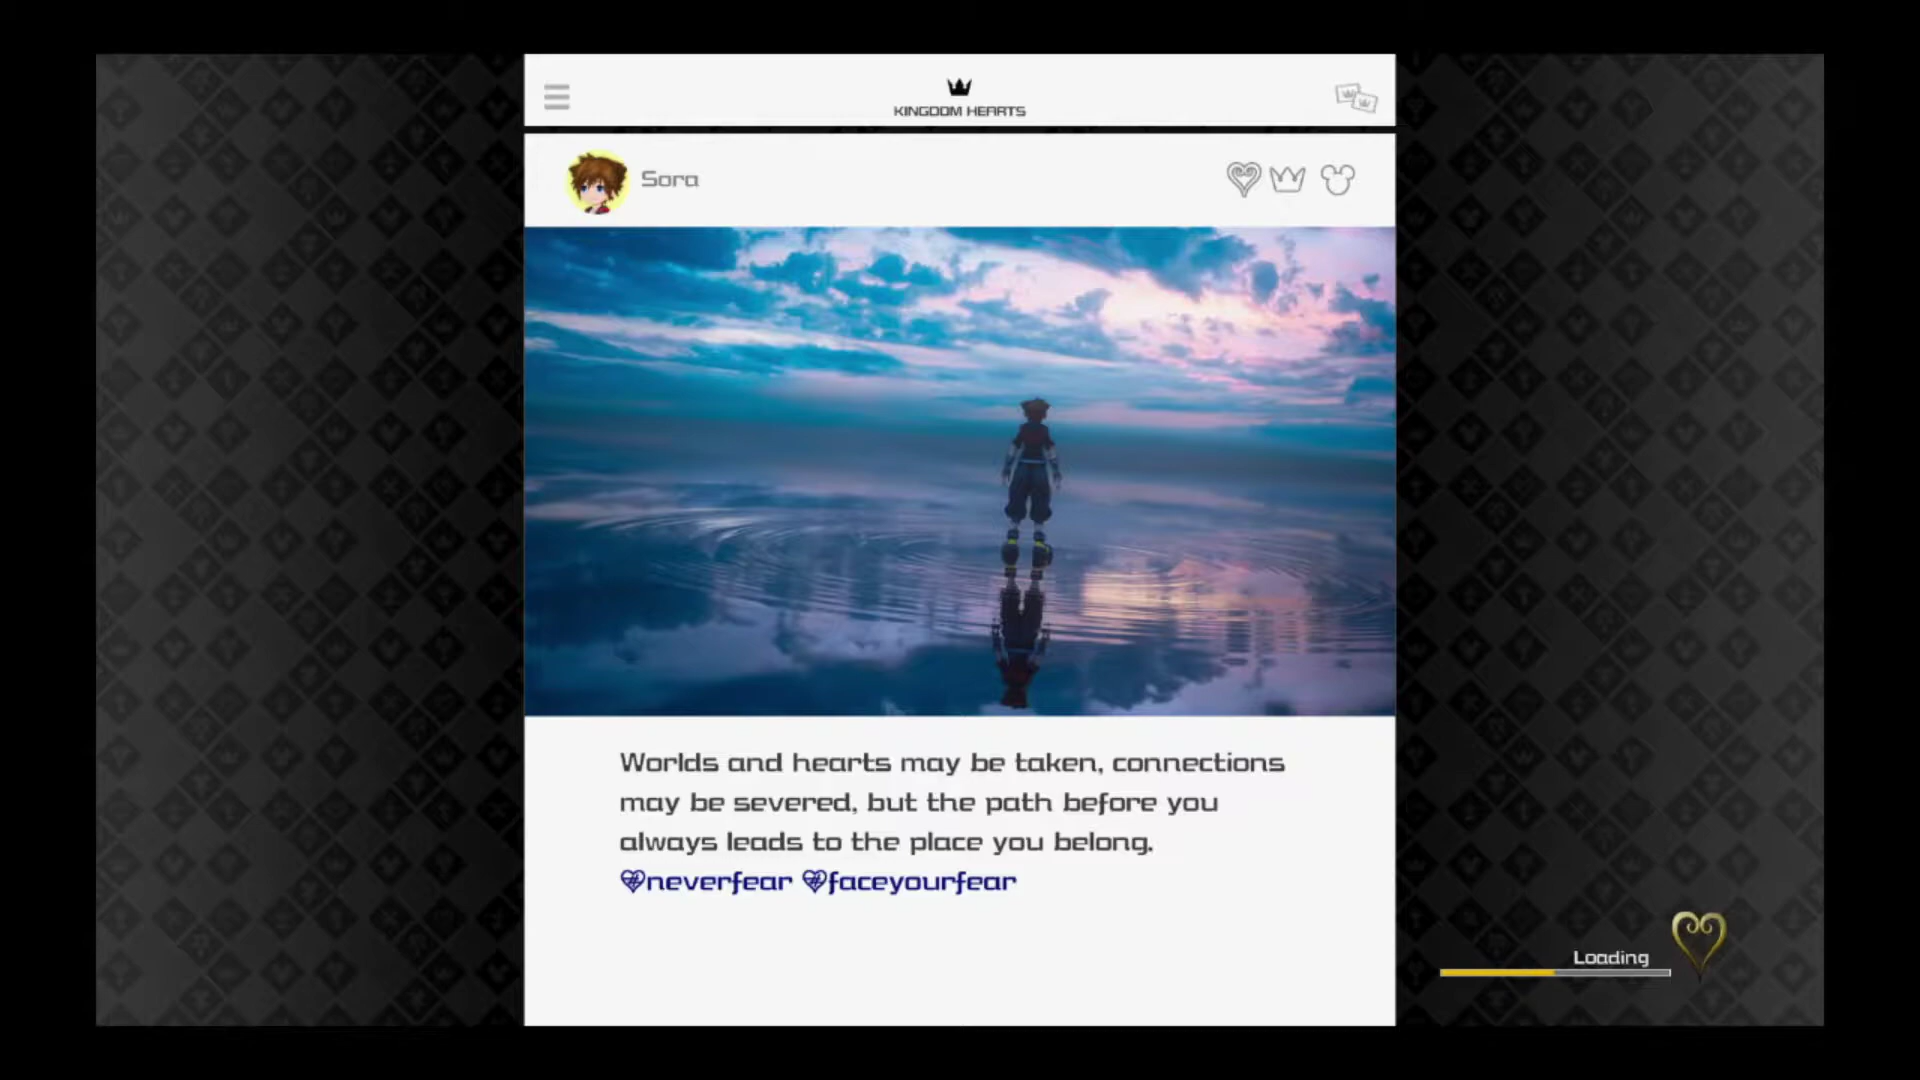 KINGDOM HEARTS
Sora
Worlds and hearts may be taken, connections
may be severed, but the path before you
always leads to the place you belong.
#neverfear #faceyourfear
Loading